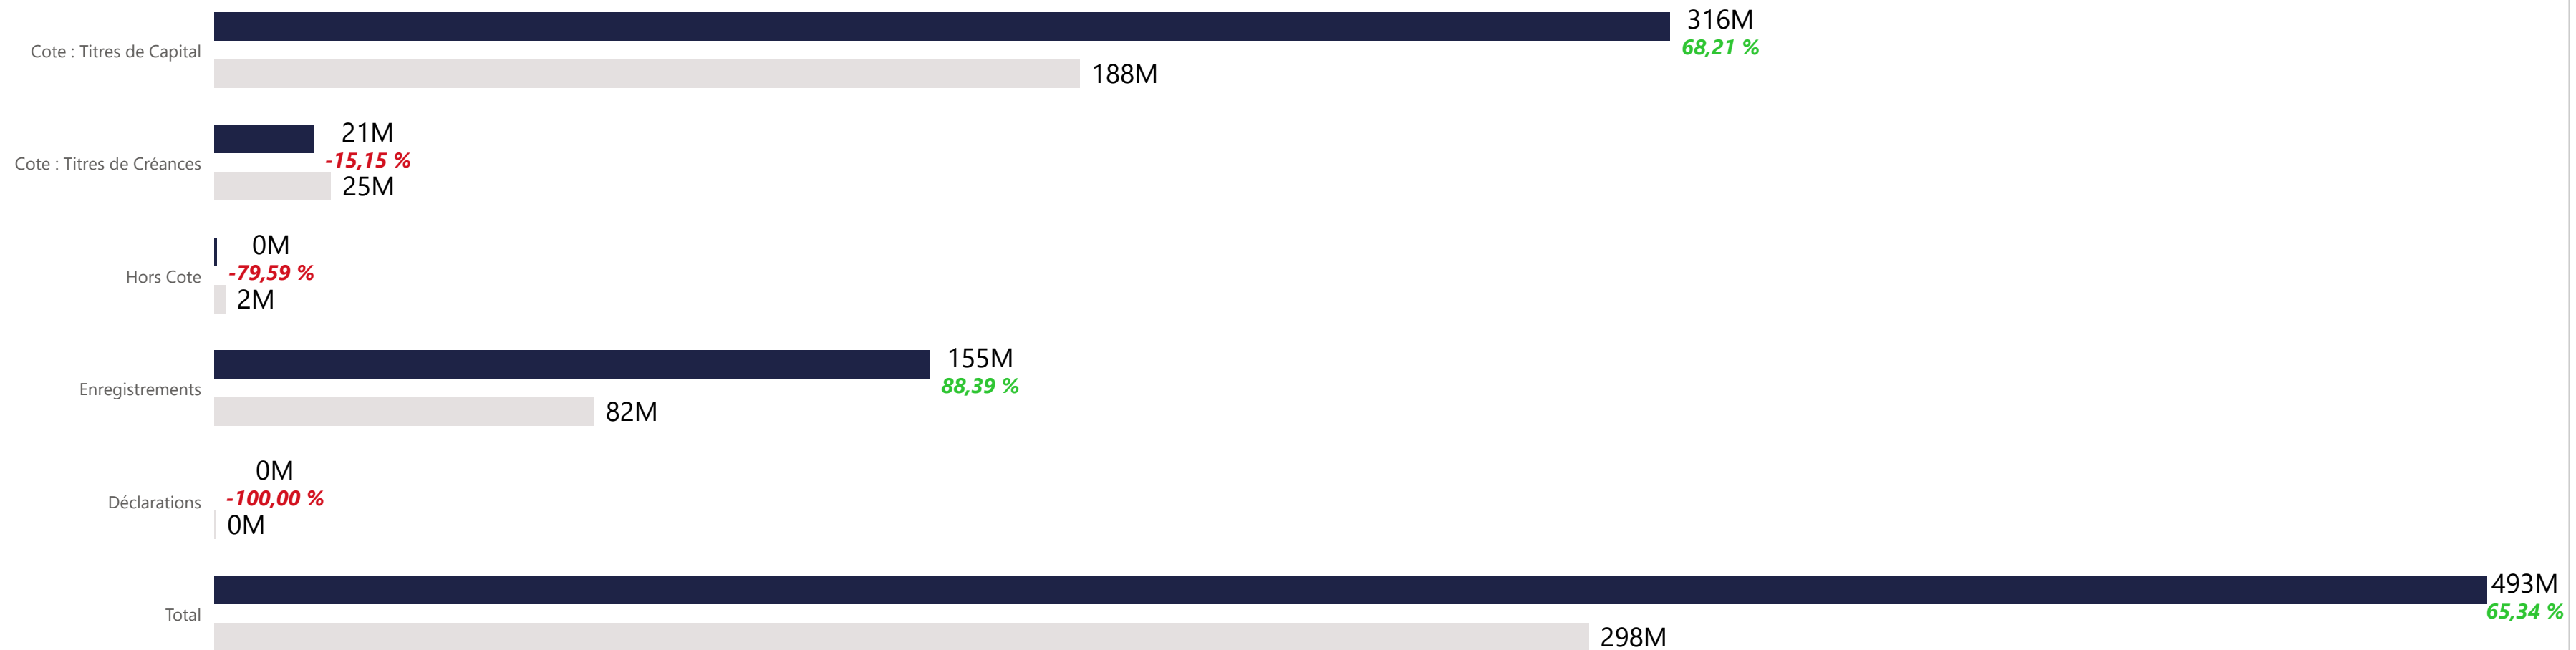 316M
68,21 %
Cote : Titres de Capital
188M
21M
-15,15 %
Cote : Titres de Créances
25M
0M
-79,59 %
Hors Cote
2M
155M
88,39 %
Enregistrements
82M
0M
-100,00 %
Déclarations
0M
493M
65,34 %
Total
298M